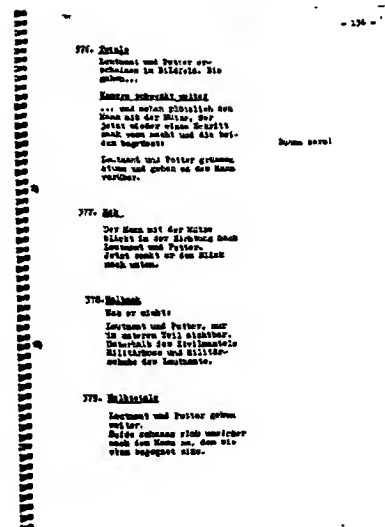 - 134 -
376. Totale
Leutnant und Potter er-
scheinen im Bildfeld. Sie
gehen...
Kamera schwenkt weiter
... und sehen plötzlich den
Mann mit der Mütze, der
jetzt wieder einen Schritt
nach vorn macht und die bei-
den begrüsst:
Buona sera!
Leutnant und Potter grüssen
stumm und gehen an dem Mann
vorüber.
377. Nah
Der Mann mit der Mütze
blickt in der Richtung nach
Leutnant und Potter.
Jetzt senkt er den Blick
nach unten.
378. Halbnah
Was er sieht:
Leutnant und Potter, nur
im unteren Teil sichtbar.
Unterhalb des Zivilmantels
Militärhose und Militär-
schuhe des Leutnants.
379. Halbtotale
Leutnant und Potter gehen
weiter.
Beide schauen sich unsicher
nach dem Mann um, dem sie
eben begegnet sind.